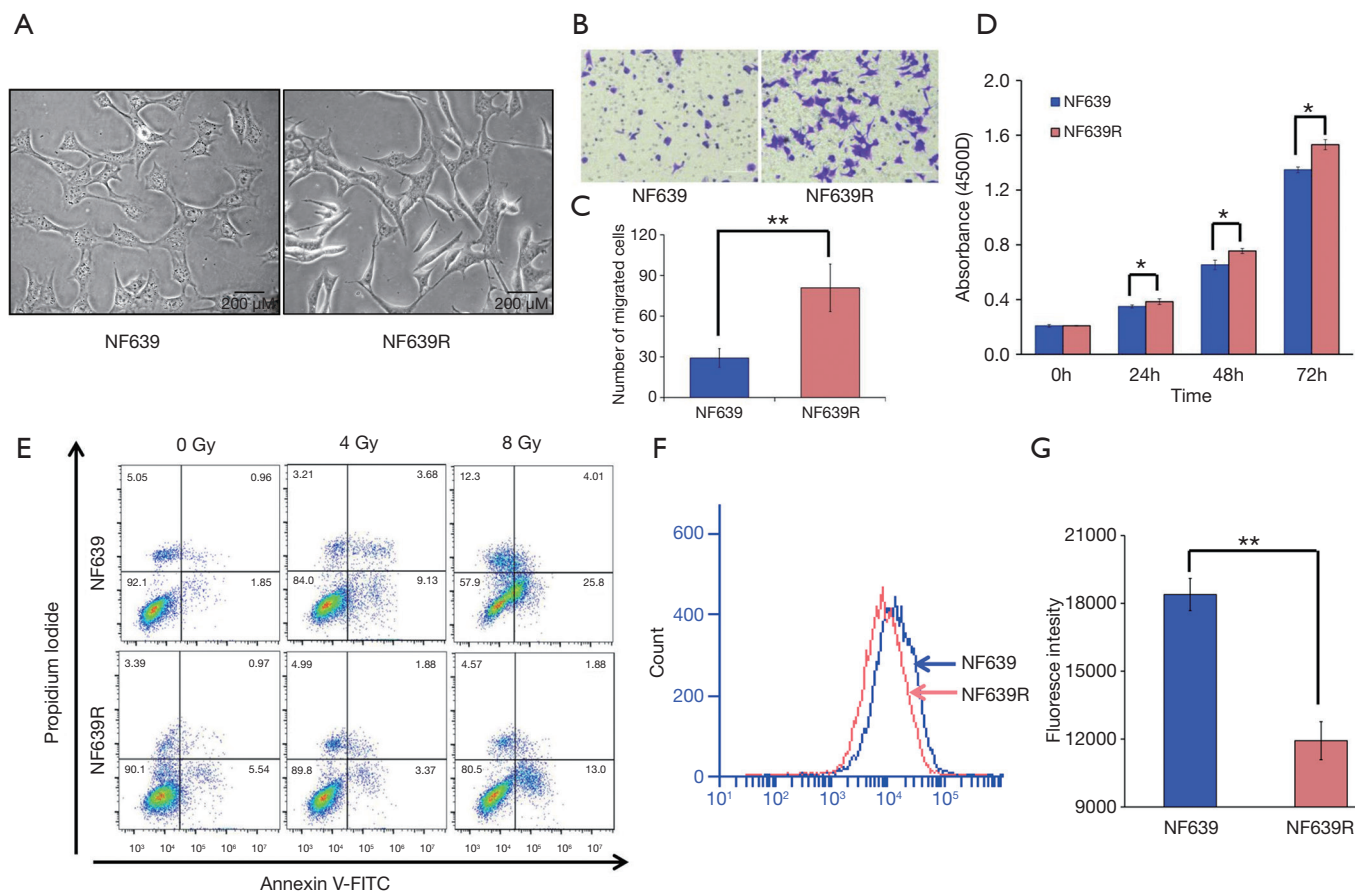 A
200 µM
200 µM
NF639
NF639R
B
NF639
NF639R
C
Number of migrated cells
120
90
60
30
0
**
NF639
NF639R
D
Absorbance (450OD)
2.0
1.6
1.2
0.8
0.4
0.0
NF639
NF639R
*
*
*
0h
24h
48h
72h
Time
E
0 Gy
4 Gy
8 Gy
Propidium Iodide
NF639
5.05
0.96
92.1
1.85
3.21
3.68
84.0
9.13
12.3
4.01
57.9
25.8
NF639R
3.39
0.97
90.1
5.54
4.99
1.88
89.8
3.37
4.57
1.88
80.5
13.0
10³ 10⁴ 10⁵ 10⁶ 10⁷
10³ 10⁴ 10⁵ 10⁶ 10⁷
10³ 10⁴ 10⁵ 10⁶ 10⁷
Annexin V-FITC
F
Count
600
400
200
0
NF639
NF639R
10¹ 10² 10³ 10⁴ 10⁵
G
Fluoresce intesity
21000
18000
15000
12000
9000
**
NF639
NF639R